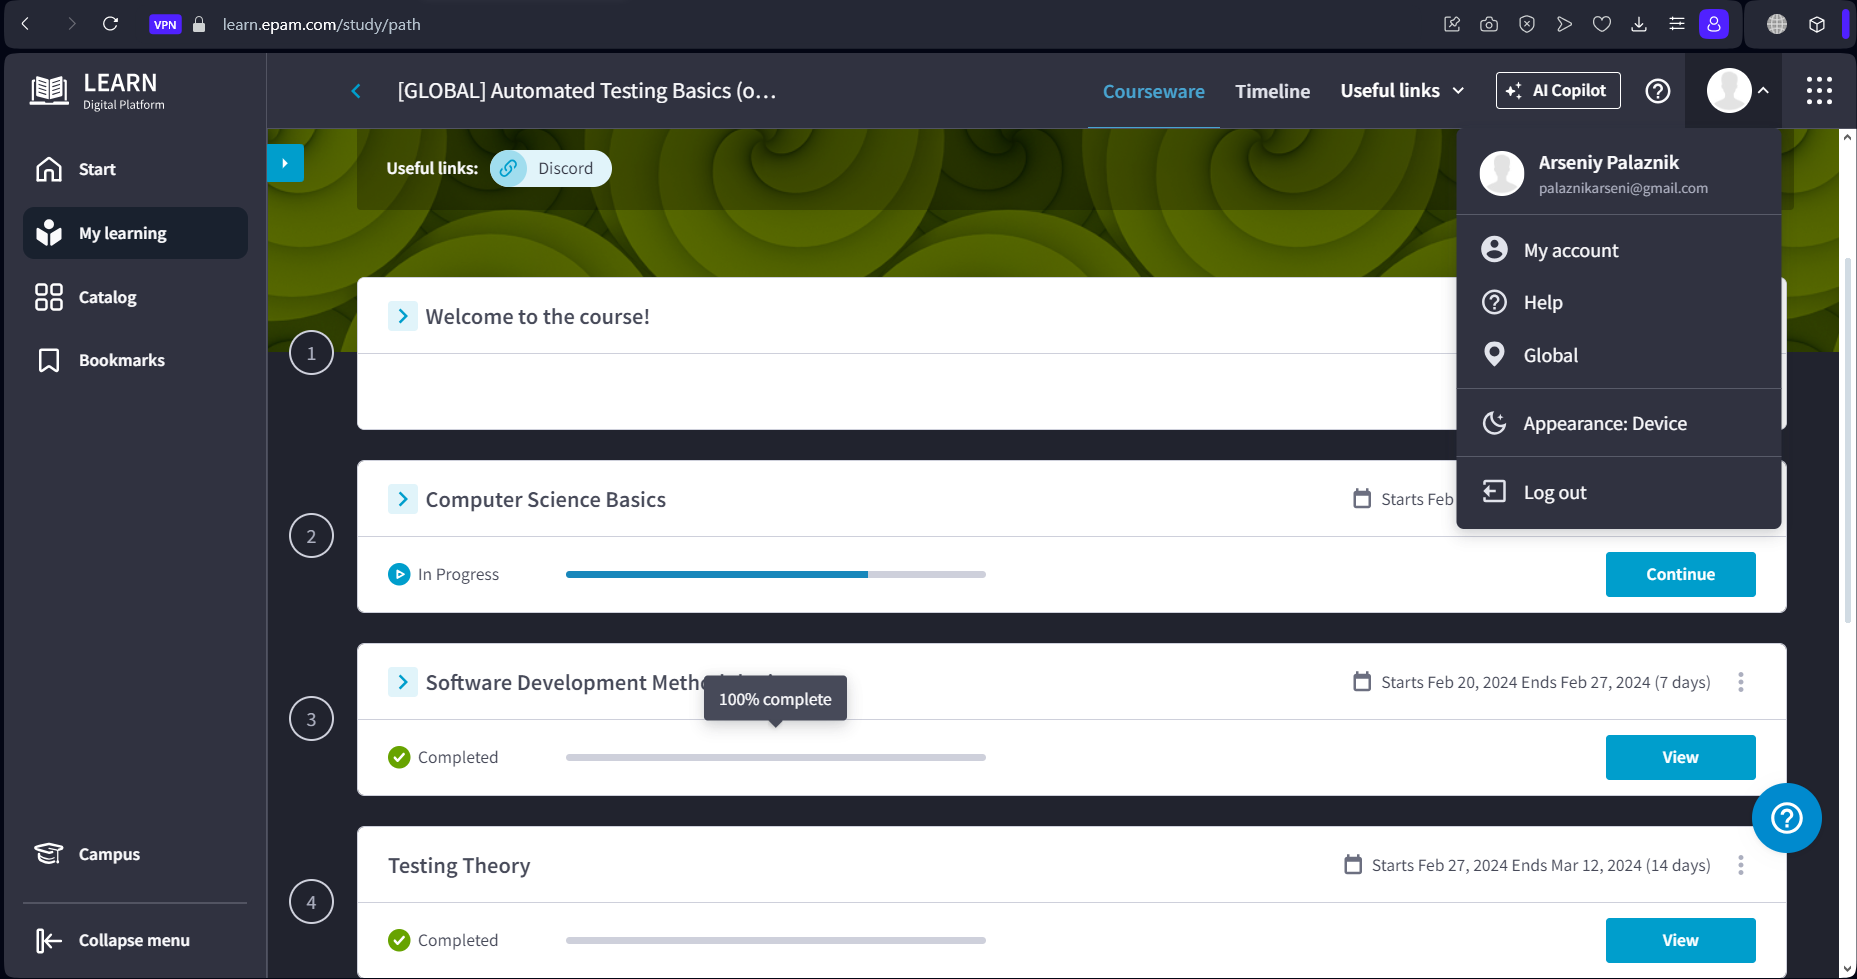 VPN
learn.epam.com/study/path
LEARN
Digital Platform
[GLOBAL] Automated Testing Basics (o...
Courseware
Timeline
Useful links
AI Copilot
Start
My learning
Catalog
Bookmarks
Campus
Collapse menu
Useful links:
Discord
Arseniy Palaznik
palaznikarseni@gmail.com
My account
Help
Global
Appearance: Device
Log out
1
Welcome to the course!
2
Computer Science Basics
Starts Feb
In Progress
Continue
3
Software Development
Starts Feb 20, 2024 Ends Feb 27, 2024 (7 days)
100% complete
Completed
View
4
Testing Theory
Starts Feb 27, 2024 Ends Mar 12, 2024 (14 days)
Completed
View